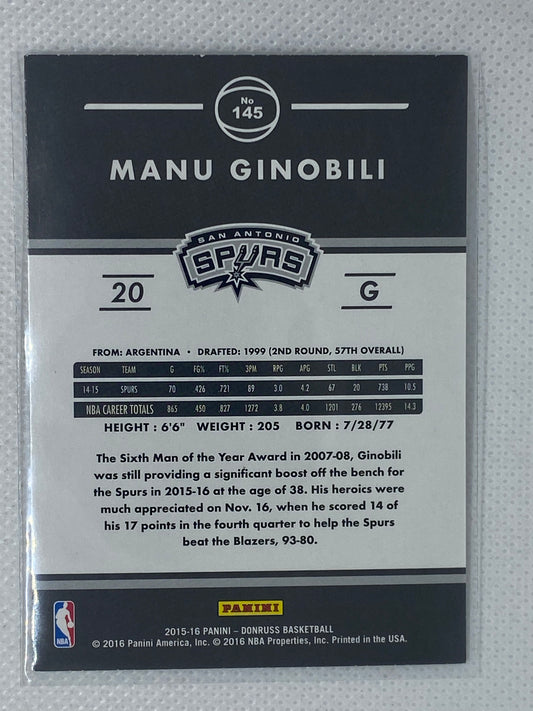 No
145
MANU GINOBILI
SAN ANTONIO
SPURS
20 G
FROM: ARGENTINA • DRAFTED: 1999 (2ND ROUND, 57TH OVERALL)
SEASON TEAM G FG% FT% 3PM RPG APG STL BLK PTS PPG
14-15 SPURS 70 .426 .721 89 3.0 4.2 67 20 738 10.5
NBA CAREER TOTALS 865 .450 .827 1272 3.8 4.0 1201 276 12395 14.3
HEIGHT : 6'6" WEIGHT : 205 BORN : 7/28/77
The Sixth Man of the Year Award in 2007-08, Ginobili
was still providing a significant boost off the bench for
the Spurs in 2015-16 at the age of 38. His heroics were
much appreciated on Nov. 16, when he scored 14 of
his 17 points in the fourth quarter to help the Spurs
beat the Blazers, 93-80.
PANINI
NBA
2015-16 PANINI – DONRUSS BASKETBALL
© 2016 Panini America, Inc. © 2016 NBA Properties, Inc. Printed in the USA.